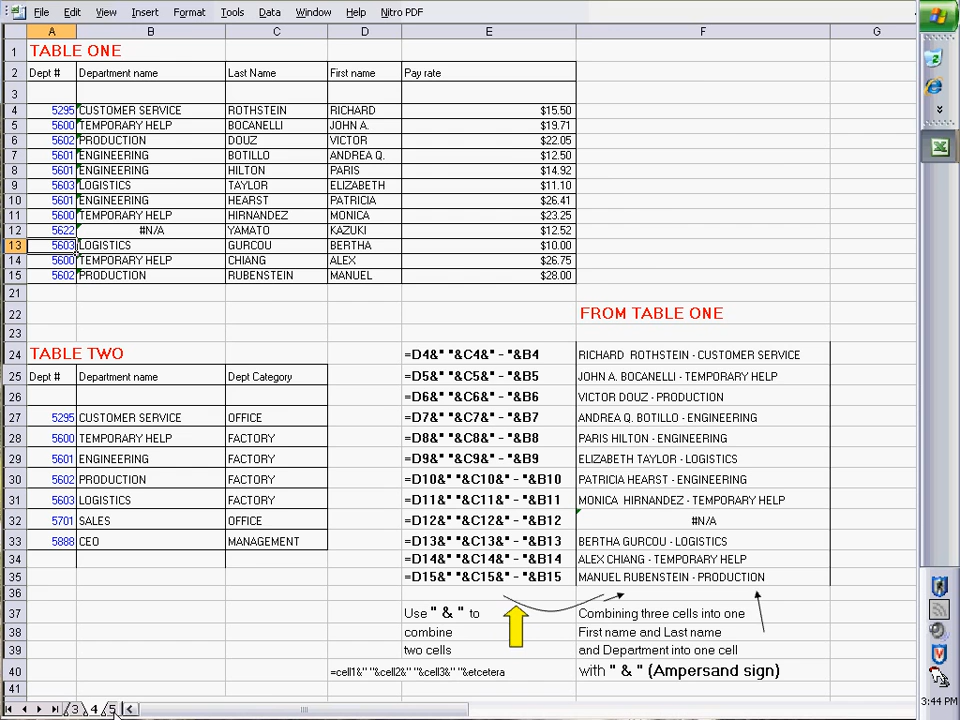 File Edit View Insert Format Tools Data Window Help Nitro PDF
A B C D E F G
1 TABLE ONE
2 Dept # Department name Last Name First name Pay rate
3
4 5295 CUSTOMER SERVICE ROTHSTEIN RICHARD $15.50
5 5600 TEMPORARY HELP BOCANELLI JOHN A. $19.71
6 5602 PRODUCTION DOUZ VICTOR $22.05
7 5601 ENGINEERING BOTILLO ANDREA Q. $12.50
8 5601 ENGINEERING HILTON PARIS $14.92
9 5603 LOGISTICS TAYLOR ELIZABETH $11.10
10 5601 ENGINEERING HEARST PATRICIA $26.41
11 5600 TEMPORARY HELP HIRNANDEZ MONICA $23.25
12 5622 #N/A YAMATO KAZUKI $12.52
13 5603 LOGISTICS GURCOU BERTHA $10.00
14 5600 TEMPORARY HELP CHIANG ALEX $26.75
15 5602 PRODUCTION RUBENSTEIN MANUEL $28.00
21
22 FROM TABLE ONE
23
24 TABLE TWO =D4&" "&C4&" - "&B4 RICHARD  ROTHSTEIN - CUSTOMER SERVICE
25 Dept # Department name Dept Category =D5&" "&C5&" - "&B5 JOHN A. BOCANELLI - TEMPORARY HELP
26 =D6&" "&C6&" - "&B6 VICTOR DOUZ - PRODUCTION
27 5295 CUSTOMER SERVICE OFFICE =D7&" "&C7&" - "&B7 ANDREA Q. BOTILLO - ENGINEERING
28 5600 TEMPORARY HELP FACTORY =D8&" "&C8&" - "&B8 PARIS HILTON - ENGINEERING
29 5601 ENGINEERING FACTORY =D9&" "&C9&" - "&B9 ELIZABETH TAYLOR - LOGISTICS
30 5602 PRODUCTION FACTORY =D10&" "&C10&" - "&B10 PATRICIA HEARST - ENGINEERING
31 5603 LOGISTICS FACTORY =D11&" "&C11&" - "&B11 MONICA  HIRNANDEZ - TEMPORARY HELP
32 5701 SALES OFFICE =D12&" "&C12&" - "&B12 #N/A
33 5888 CEO MANAGEMENT =D13&" "&C13&" - "&B13 BERTHA GURCOU - LOGISTICS
34 =D14&" "&C14&" - "&B14 ALEX CHIANG - TEMPORARY HELP
35 =D15&" "&C15&" - "&B15 MANUEL RUBENSTEIN - PRODUCTION
36
37 Use " & " to Combining three cells into one
38 combine First name and Last name
39 two cells and Department into one cell
40 =cell1&" "&cell2&" "&cell3&" "&etcetera with " & " (Ampersand sign)
41
3 4 5
3:44 PM